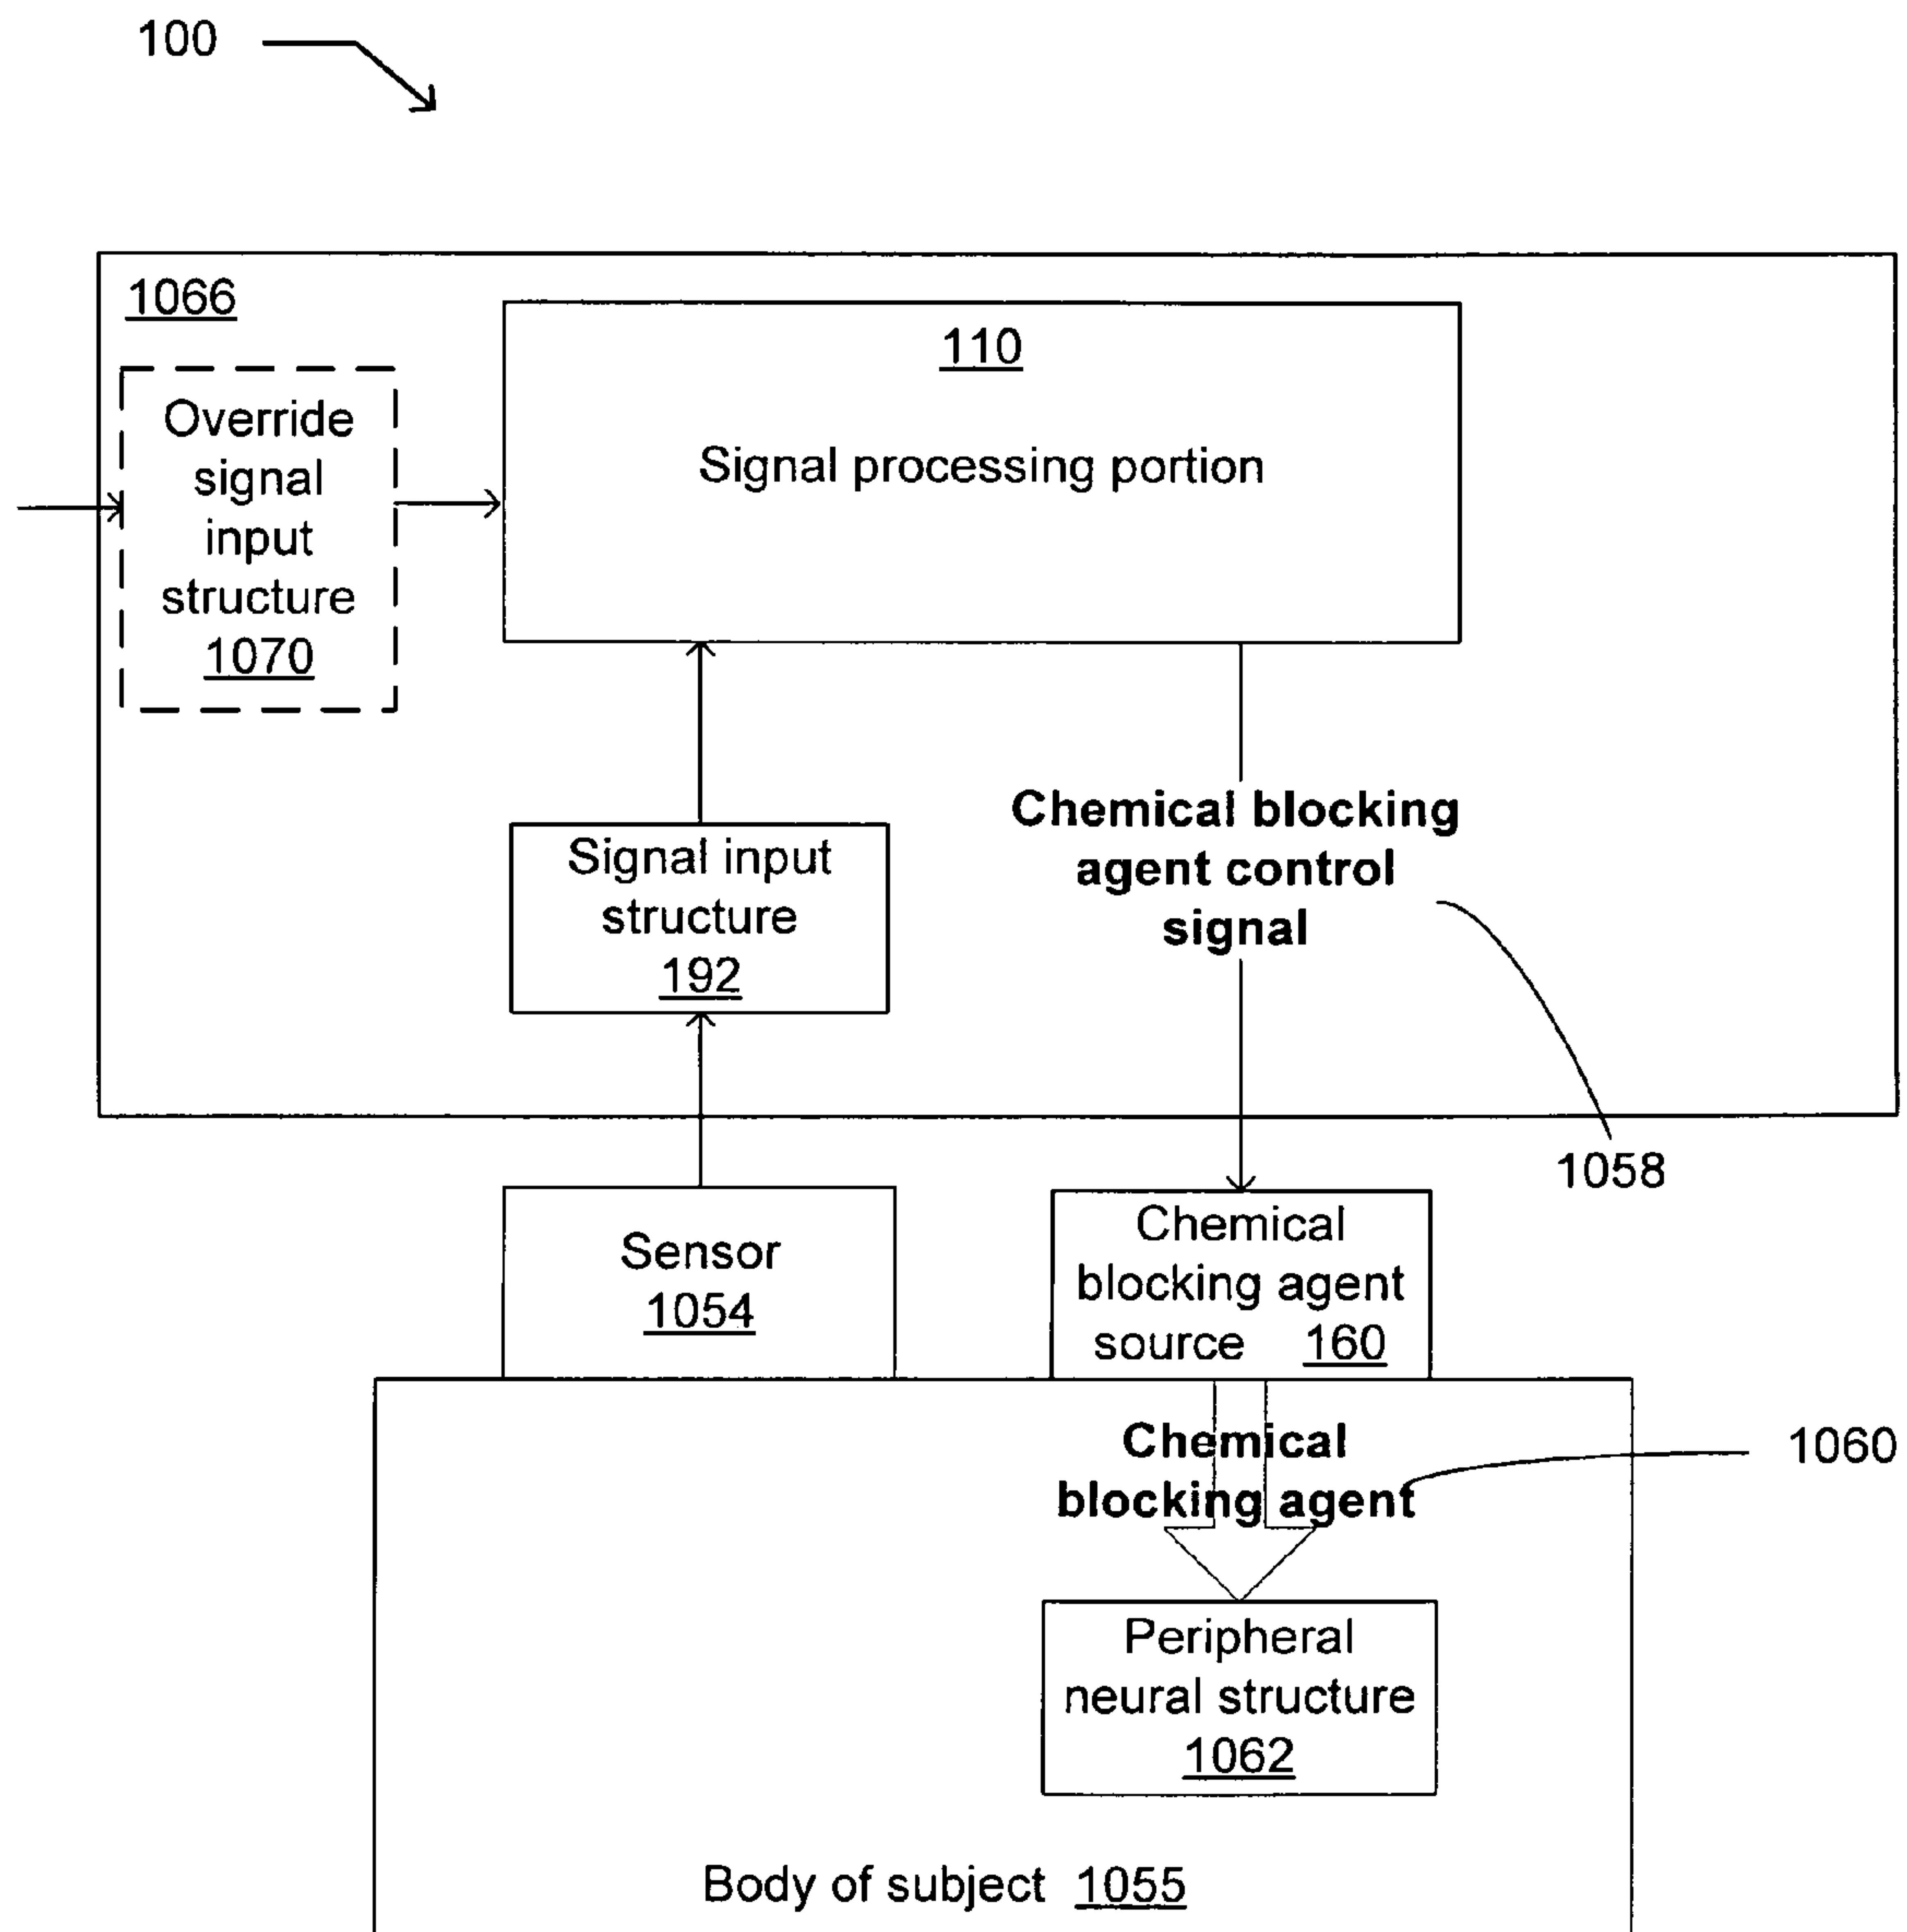 100
1066
110
Signal processing portion
Override
signal
input
structure
1070
Signal input
structure
192
Chemical blocking
agent control
signal
1058
Sensor
1054
Chemical
blocking agent
source 160
Chemical
blocking agent
1060
Peripheral
neural structure
1062
Body of subject 1055